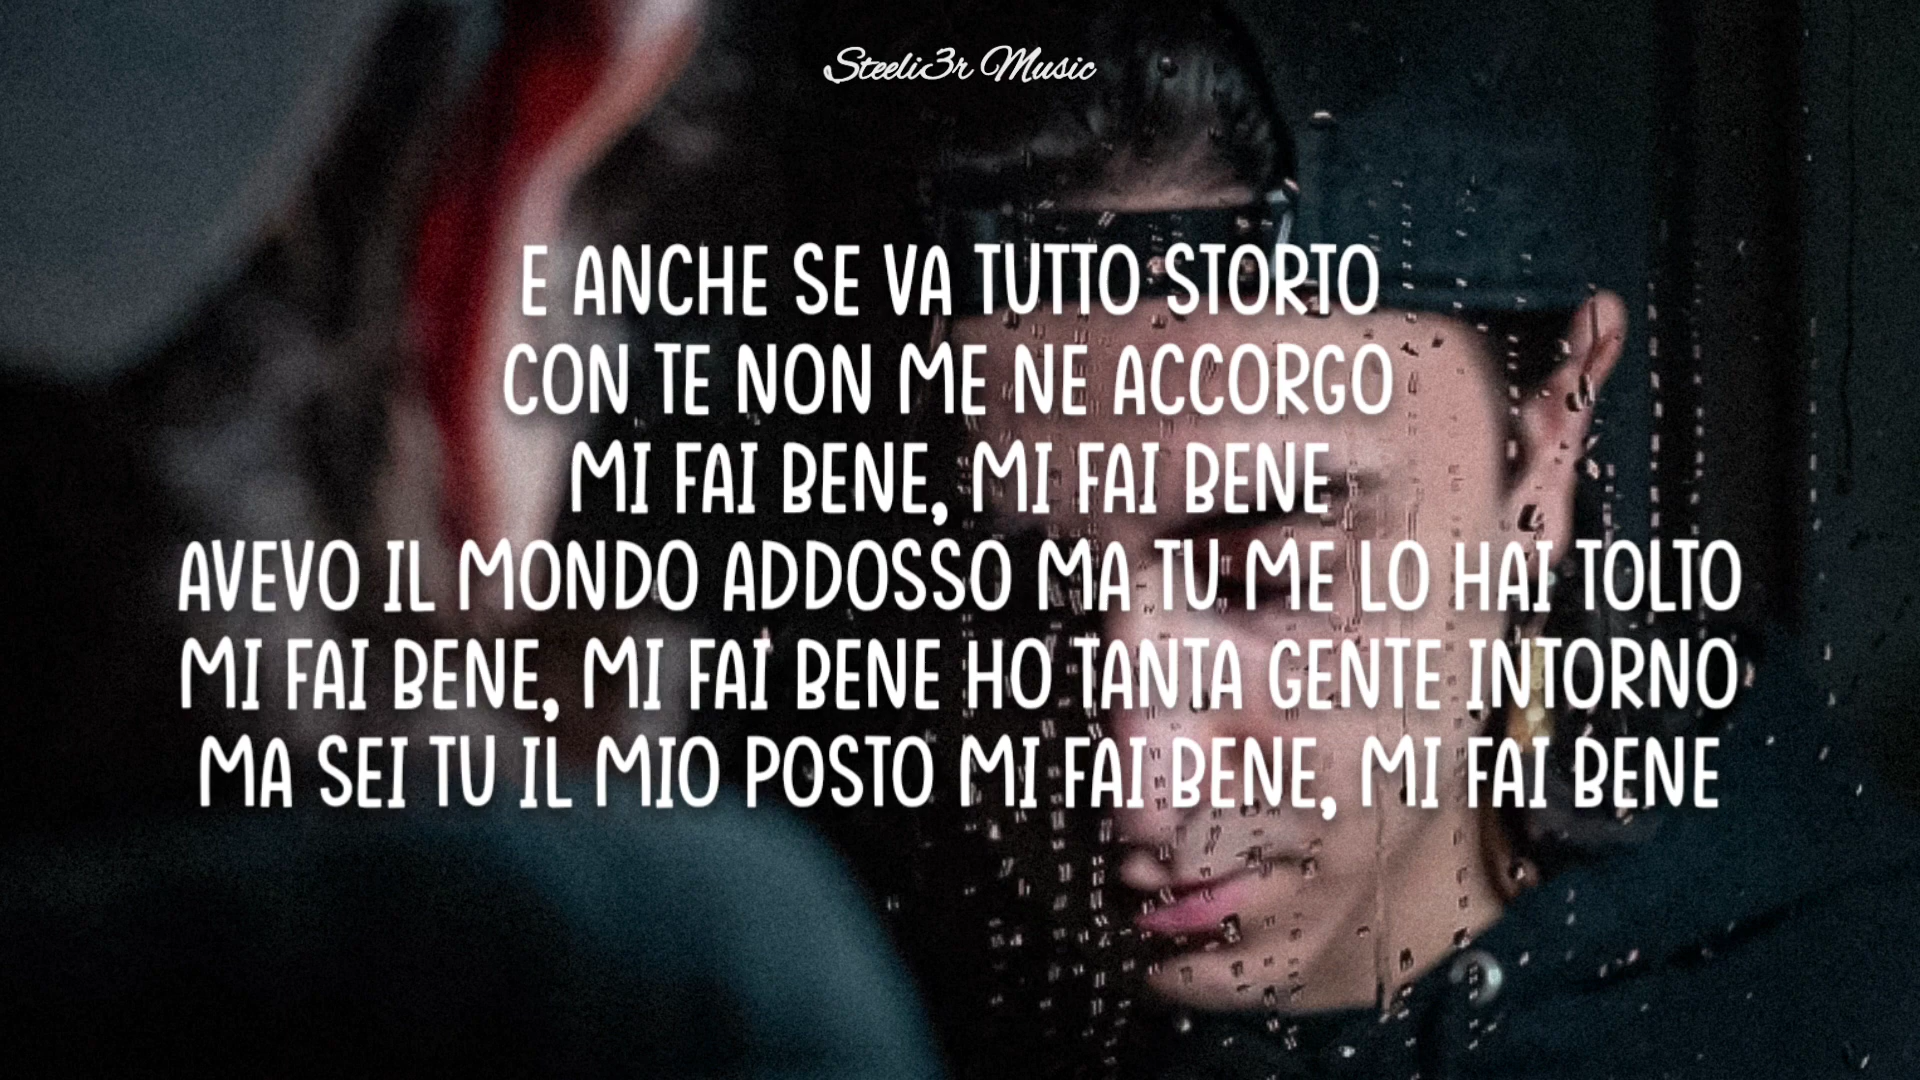 Steeli3r Music
E ANCHE SE VA TUTTO STORTO
CON TE NON ME NE ACCORGO
MI FAI BENE, MI FAI BENE
AVEVO IL MONDO ADDOSSO MA TU ME LO HAI TOLTO
MI FAI BENE, MI FAI BENE HO TANTA GENTE INTORNO
MA SEI TU IL MIO POSTO MI FAI BENE, MI FAI BENE